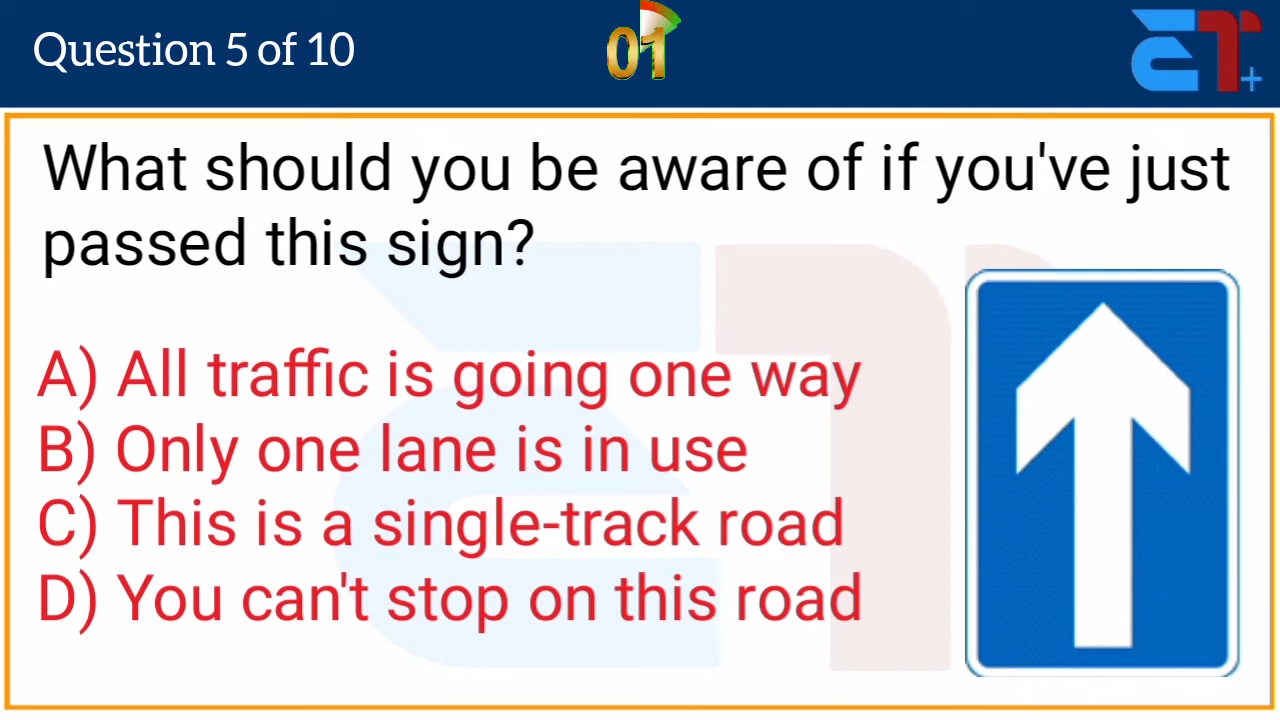 Question 5 of 10
01
ET+
What should you be aware of if you've just
passed this sign?
A) All traffic is going one way
B) Only one lane is in use
C) This is a single-track road
D) You can't stop on this road